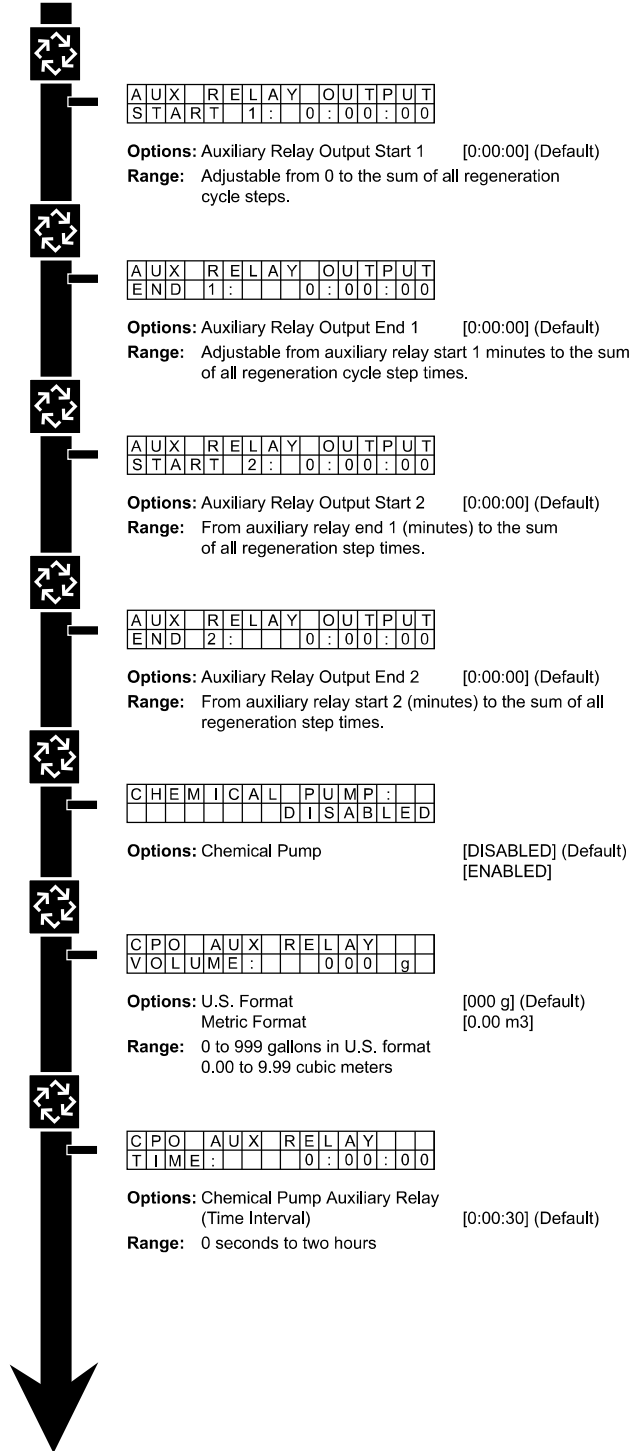 AUX RELAY OUTPUT
START 1: 0:00:00
Options: Auxiliary Relay Output Start 1 [0:00:00] (Default)
Range: Adjustable from 0 to the sum of all regeneration
cycle steps.
AUX RELAY OUTPUT
END 1: 0:00:00
Options: Auxiliary Relay Output End 1 [0:00:00] (Default)
Range: Adjustable from auxiliary relay start 1 minutes to the sum
of all regeneration cycle step times.
AUX RELAY OUTPUT
START 2: 0:00:00
Options: Auxiliary Relay Output Start 2 [0:00:00] (Default)
Range: From auxiliary relay end 1 (minutes) to the sum
of all regeneration step times.
AUX RELAY OUTPUT
END 2: 0:00:00
Options: Auxiliary Relay Output End 2 [0:00:00] (Default)
Range: From auxiliary relay start 2 (minutes) to the sum of all
regeneration step times.
CHEMICAL PUMP:
DISABLED
Options: Chemical Pump [DISABLED] (Default)
[ENABLED]
CPO AUX RELAY
VOLUME: 000 g
Options: U.S. Format [000 g] (Default)
Metric Format [0.00 m3]
Range: 0 to 999 gallons in U.S. format
0.00 to 9.99 cubic meters
CPO AUX RELAY
TIME: 0:00:00
Options: Chemical Pump Auxiliary Relay
(Time Interval) [0:00:30] (Default)
Range: 0 seconds to two hours